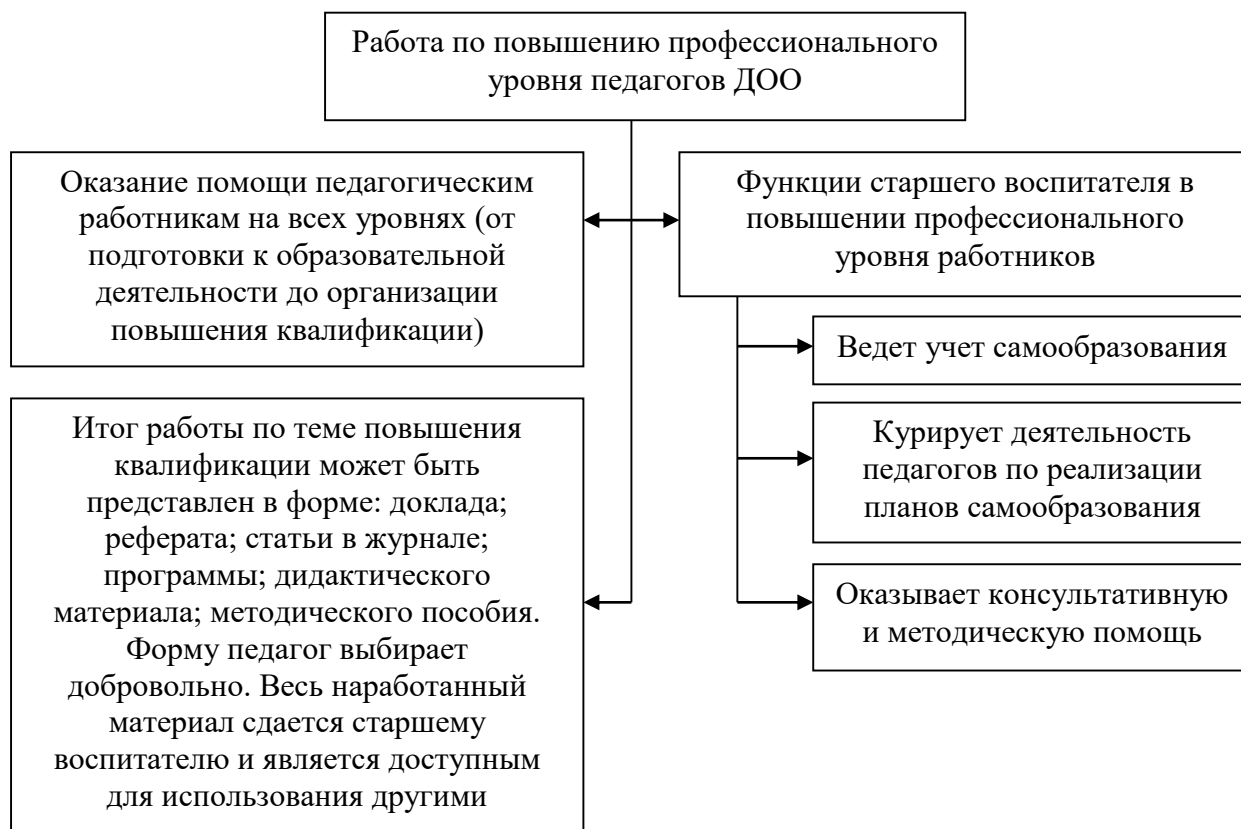 Работа по повышению профессионального
уровня педагогов ДОО
Оказание помощи педагогическим
работникам на всех уровнях (от
подготовки к образовательной
деятельности до организации
повышения квалификации)
Функции старшего воспитателя в
повышении профессионального
уровня работников
Ведет учет самообразования
Курирует деятельность
педагогов по реализации
планов самообразования
Оказывает консультативную
и методическую помощь
Итог работы по теме повышения
квалификации может быть
представлен в форме: доклада;
реферата; статьи в журнале;
программы; дидактического
материала; методического пособия.
Форму педагог выбирает
добровольно. Весь наработанный
материал сдается старшему
воспитателю и является доступным
для использования другими